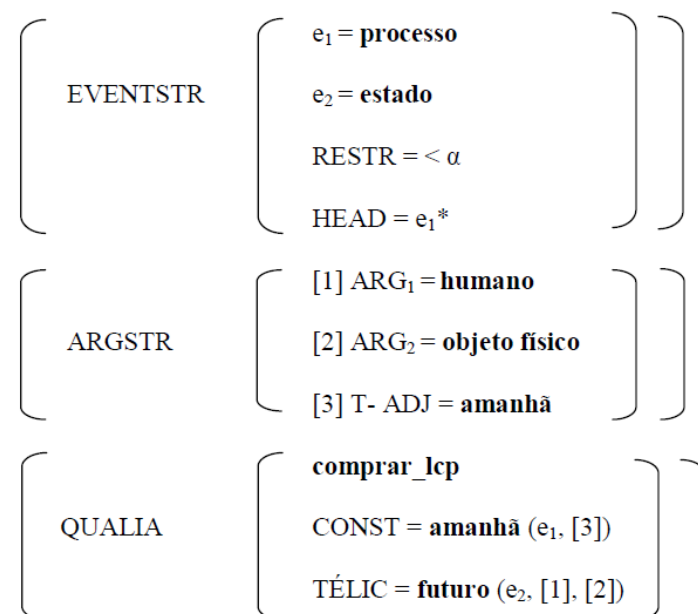 e₁ = processo
EVENTSTR e₂ = estado
RESTR = < α
HEAD = e₁*
[1] ARG₁ = humano
ARGSTR [2] ARG₂ = objeto físico
[3] T- ADJ = amanhã
comprar_lcp
QUALIA CONST = amanhã (e₁, [3])
TÉLIC = futuro (e₂, [1], [2])